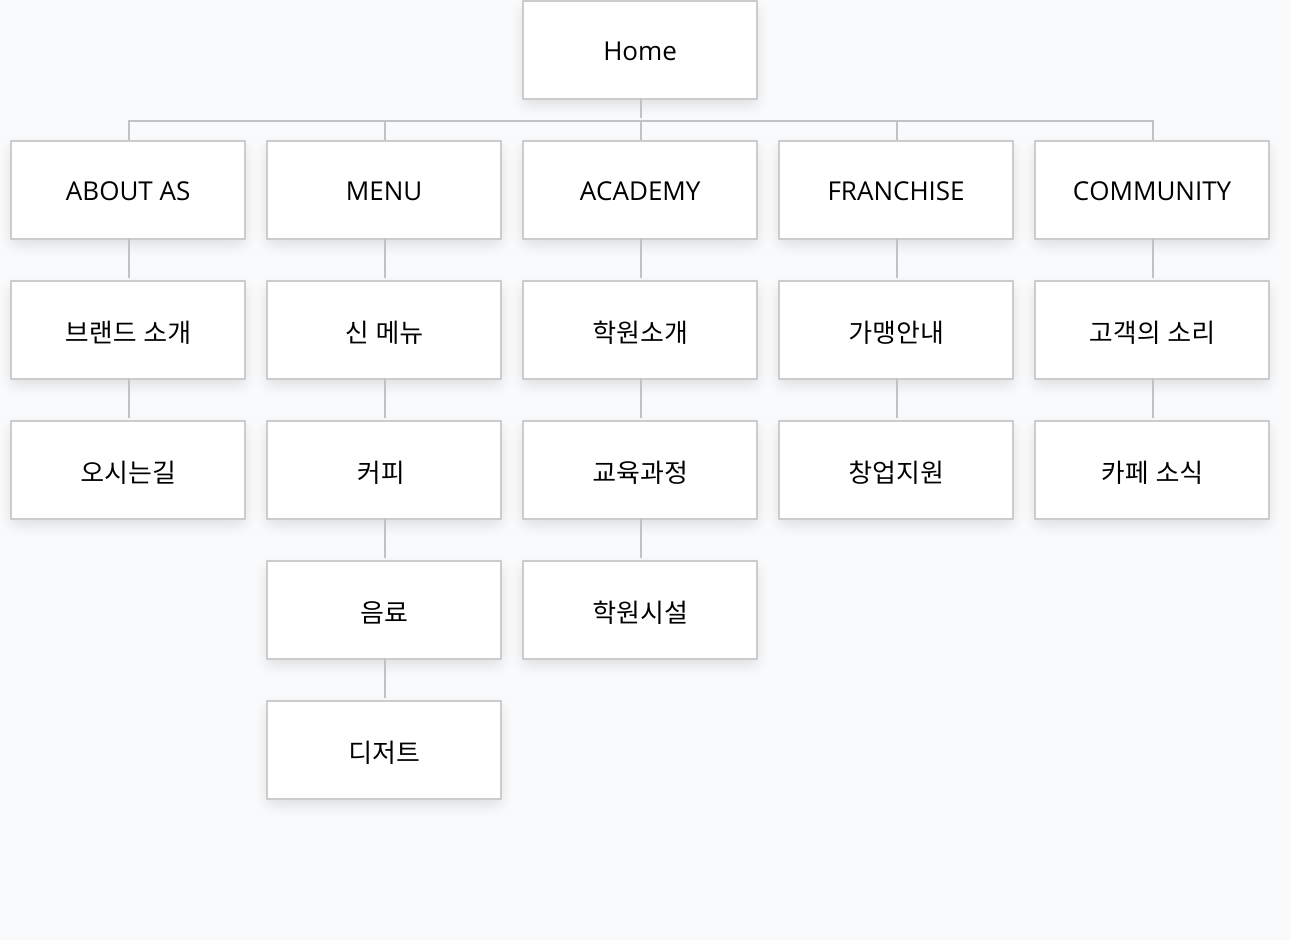 Home
ABOUT AS
MENU
ACADEMY
FRANCHISE
COMMUNITY
브랜드 소개
신 메뉴
학원소개
가맹안내
고객의 소리
오시는길
커피
교육과정
창업지원
카페 소식
음료
학원시설
디저트